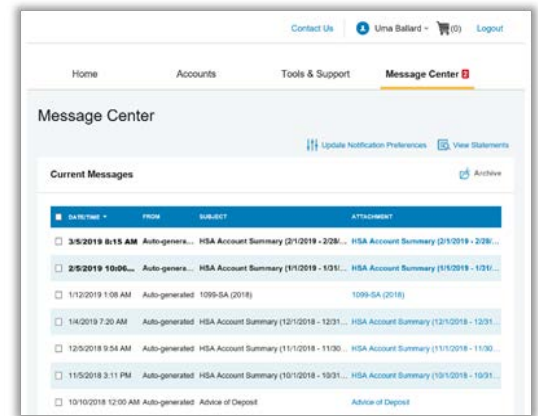 Contact Us Uma Ballard (0) Logout
Home Accounts Tools & Support Message Center 2
Message Center
Update Notification Preferences View Statements
Current Messages Archive
DATE/TIME FROM SUBJECT ATTACHMENT
3/5/2019 8:15 AM Auto-genera... HSA Account Summary (2/1/2019 - 2/28/... HSA Account Summary (2/1/2019 - 2/28/...
2/5/2019 10:06... Auto-genera... HSA Account Summary (1/1/2019 - 1/31/... HSA Account Summary (1/1/2019 - 1/31/...
1/12/2019 1:08 AM Auto-generated 1099-SA (2018) 1099-SA (2018)
1/4/2019 7:20 AM Auto-generated HSA Account Summary (12/1/2018 - 12/31... HSA Account Summary (12/1/2018 - 12/31...
12/5/2018 9:54 AM Auto-generated HSA Account Summary (11/1/2018 - 11/30... HSA Account Summary (11/1/2018 - 11/30...
11/5/2018 3:11 PM Auto-generated HSA Account Summary (10/1/2018 - 10/31... HSA Account Summary (10/1/2018 - 10/31...
10/10/2018 12:00 AM Auto-generated Advice of Deposit Advice of Deposit